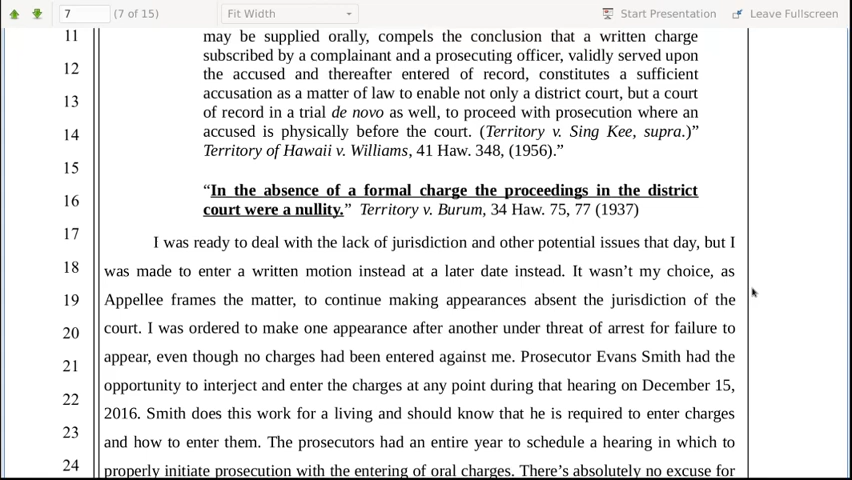 7 (7 of 15) Fit Width Start Presentation Leave Fullscreen
11 may be supplied orally, compels the conclusion that a written charge
subscribed by a complainant and a prosecuting officer, validly served upon
12 the accused and thereafter entered of record, constitutes a sufficient
accusation as a matter of law to enable not only a district court, but a court
13 of record in a trial de novo as well, to proceed with prosecution where an
14 accused is physically before the court. (Territory v. Sing Kee, supra.)”
Territory of Hawaii v. Williams, 41 Haw. 348, (1956).”
15
“In the absence of a formal charge the proceedings in the district
16 court were a nullity.” Territory v. Burum, 34 Haw. 75, 77 (1937)
17 I was ready to deal with the lack of jurisdiction and other potential issues that day, but I
18 was made to enter a written motion instead at a later date instead. It wasn’t my choice, as
19 Appellee frames the matter, to continue making appearances absent the jurisdiction of the
20 court. I was ordered to make one appearance after another under threat of arrest for failure to
21 appear, even though no charges had been entered against me. Prosecutor Evans Smith had the
opportunity to interject and enter the charges at any point during that hearing on December 15,
22 2016. Smith does this work for a living and should know that he is required to enter charges
23 and how to enter them. The prosecutors had an entire year to schedule a hearing in which to
24 properly initiate prosecution with the entering of oral charges. There’s absolutely no excuse for